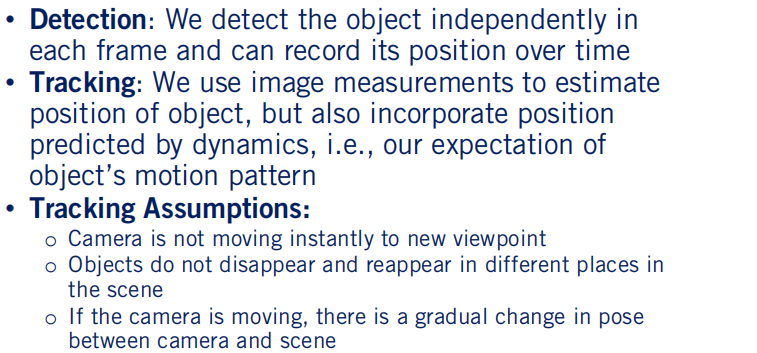 • Detection: We detect the object independently in
each frame and can record its position over time
• Tracking: We use image measurements to estimate
position of object, but also incorporate position
predicted by dynamics, i.e., our expectation of
object's motion pattern
• Tracking Assumptions:
o Camera is not moving instantly to new viewpoint
o Objects do not disappear and reappear in different places in
the scene
o If the camera is moving, there is a gradual change in pose
between camera and scene